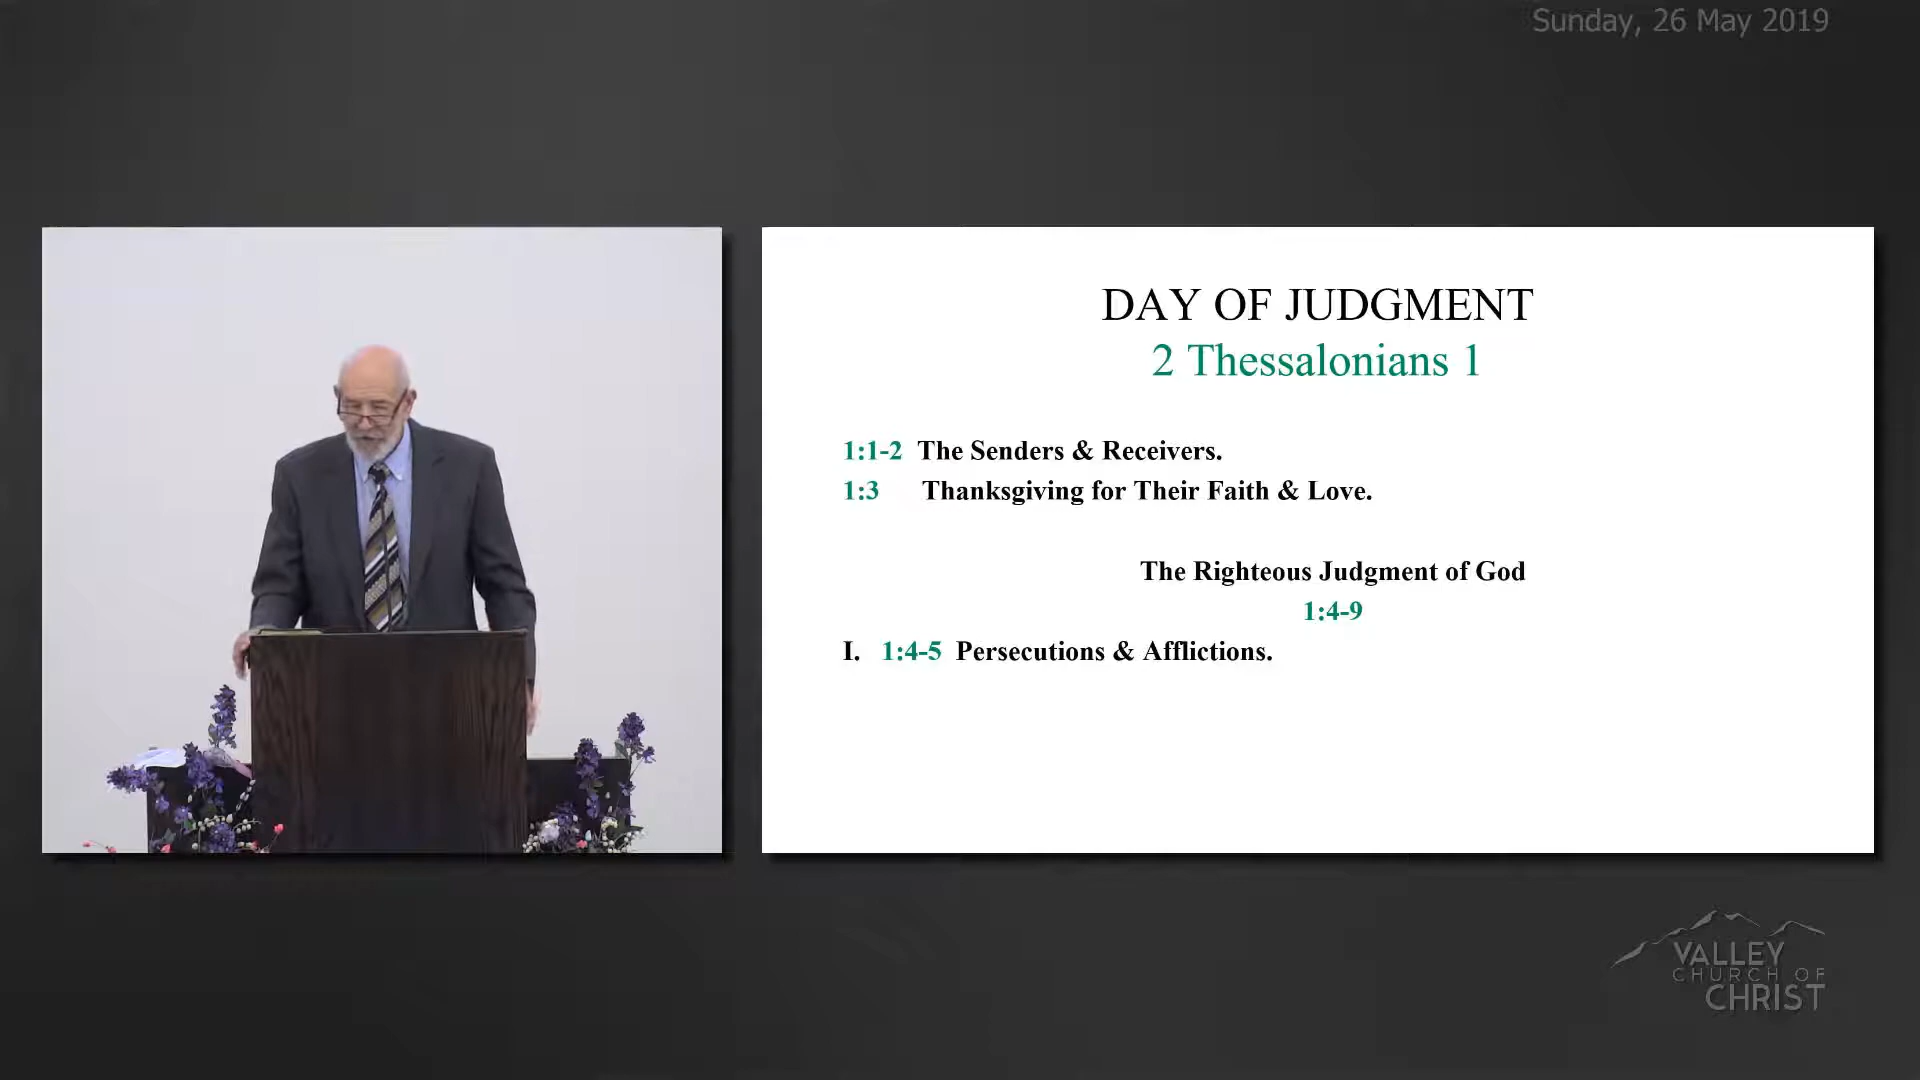 Sunday, 26 May 2019
DAY OF JUDGMENT
2 Thessalonians 1
1:1-2 The Senders & Receivers.
1:3 Thanksgiving for Their Faith & Love.
The Righteous Judgment of God
1:4-9
I. 1:4-5 Persecutions & Afflictions.
VALLEY
CHURCH OF
CHRIST